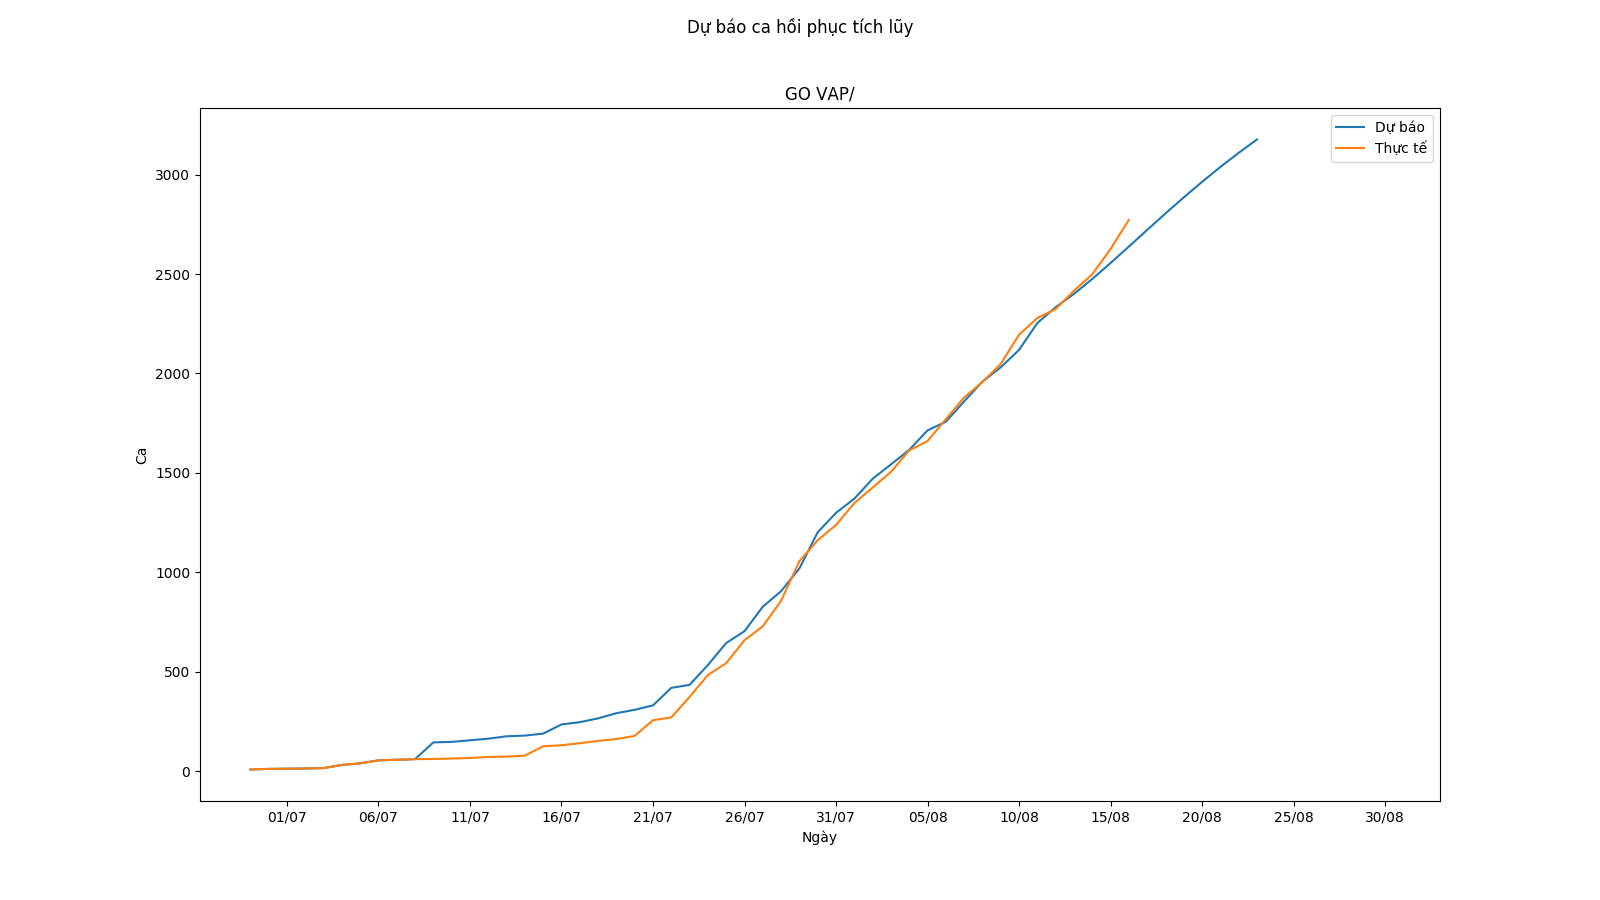 Dự báo ca hồi phục tích lũy
GO VAP/
Dự báo
Thực tế
3000
2500
2000
1500
1000
500
0
Ca
01/07 06/07 11/07 16/07 21/07 26/07 31/07 05/08 10/08 15/08 20/08 25/08 30/08
Ngày